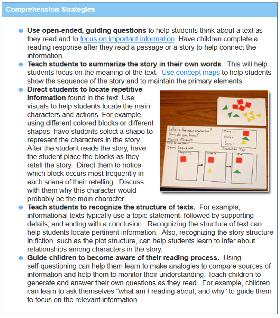 Comprehension Strategies
Use open-ended, guiding questions to help students think about a text as
they read and to focus on important information. Have children complete a
reading response after they read a passage or a story to help connect the
information.
Teach students to summarize the story in their own words. This will help
students focus on the meaning of the text. Use concept maps to help students
show the sequence of the story and to maintain the primary elements.
Direct students to locate repetitive
information found in the text. Use
visuals to help students locate the main
characters and actions. For example,
using different colored blocks or different
shapes, have students select a shape to
represent the characters in the story.
After the student reads the story, have
the student place the blocks as they
retell the story. Direct them to notice
which block occurs most frequently in
each scene of their retelling. Discuss
with them why this character would
probably be the main character.
Teach students to recognize the structure of texts. For example,
informational texts typically use a topic statement, followed by supporting
details, and ending with a conclusion. Recognizing the structure of text can
help students locate pertinent information. Also, recognizing the story structure
in fiction, such as the plot structure, can help students learn to infer about
relationships among characters in the story.
Guide children to become aware of their reading process. Using
self-questioning can help them learn to make analogies to compare sources of
information and help them to monitor their understanding. Teach children to
generate and answer their own questions as they read. For example, children
can learn to ask themselves "what am I reading about, and why" to guide them
to focus on the relevant information.